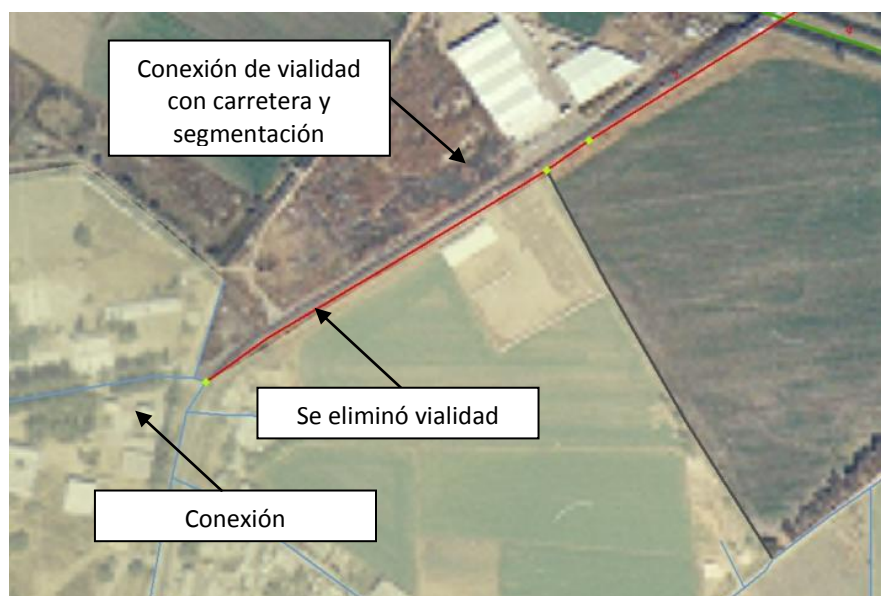 Conexión de vialidad
con carretera y
segmentación
Se eliminó vialidad
Conexión